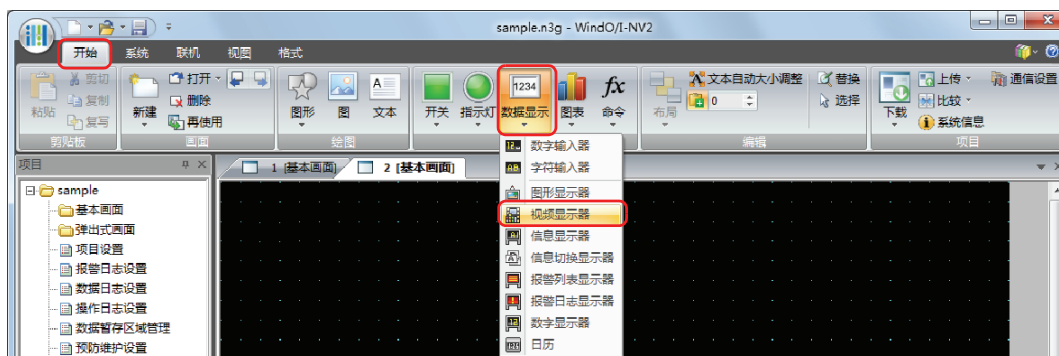 sample.n3g - WindO/I-NV2
开始 系统 联机 视图 格式
粘贴 剪切 复制 复写
剪贴板
新建 打开 删除 再使用
画面
图形 图 文本
绘图
开关 指示灯 1234 数据显示 图表 fx 命令
布局 文本自动大小调整 0 替换 选择
编辑
下载 上传 比较 系统信息 通信设置
项目
项目
1 [基本画面] 2 [基本画面]
sample
基本画面
弹出式画面
项目设置
报警日志设置
数据日志设置
操作日志设置
数据暂存区域管理
预防维护设置
数字输入器
字符输入器
图形显示器
视频显示器
信息显示器
信息切换显示器
报警列表显示器
报警日志显示器
数字显示器
日历